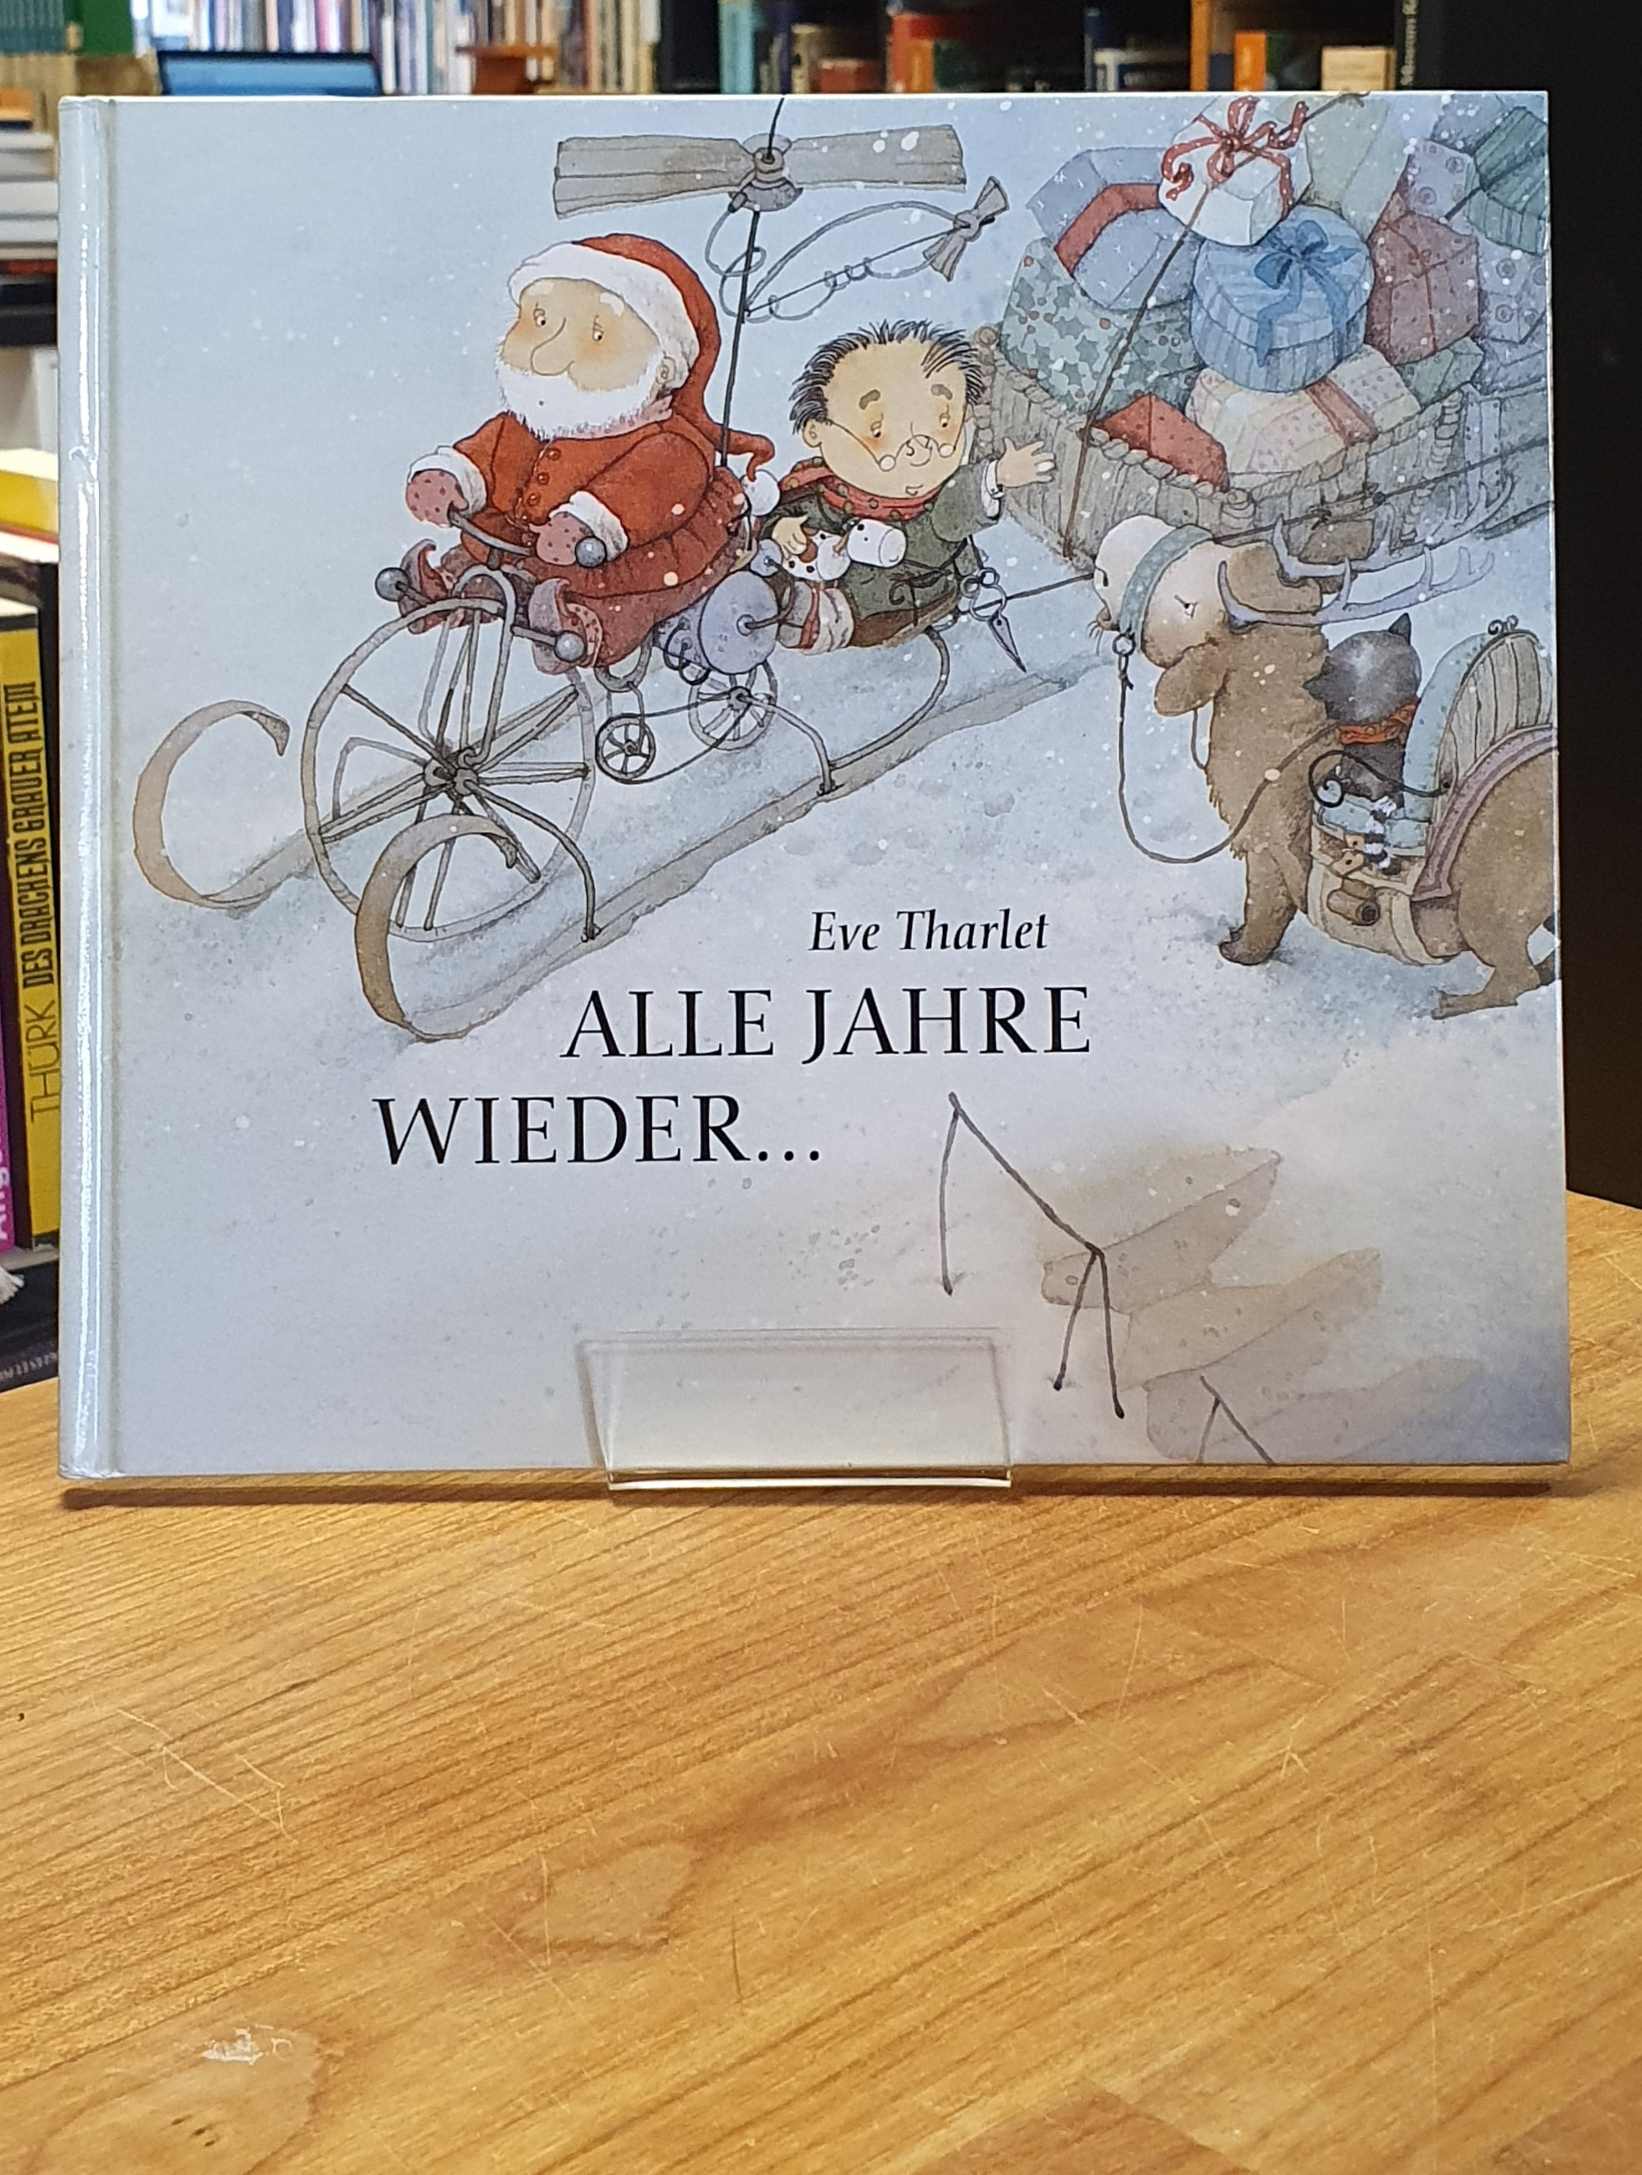 Eve Tharlet
ALLE JAHRE
WIEDER...
THÜRK DES DRACHENS GRAUER ATEM